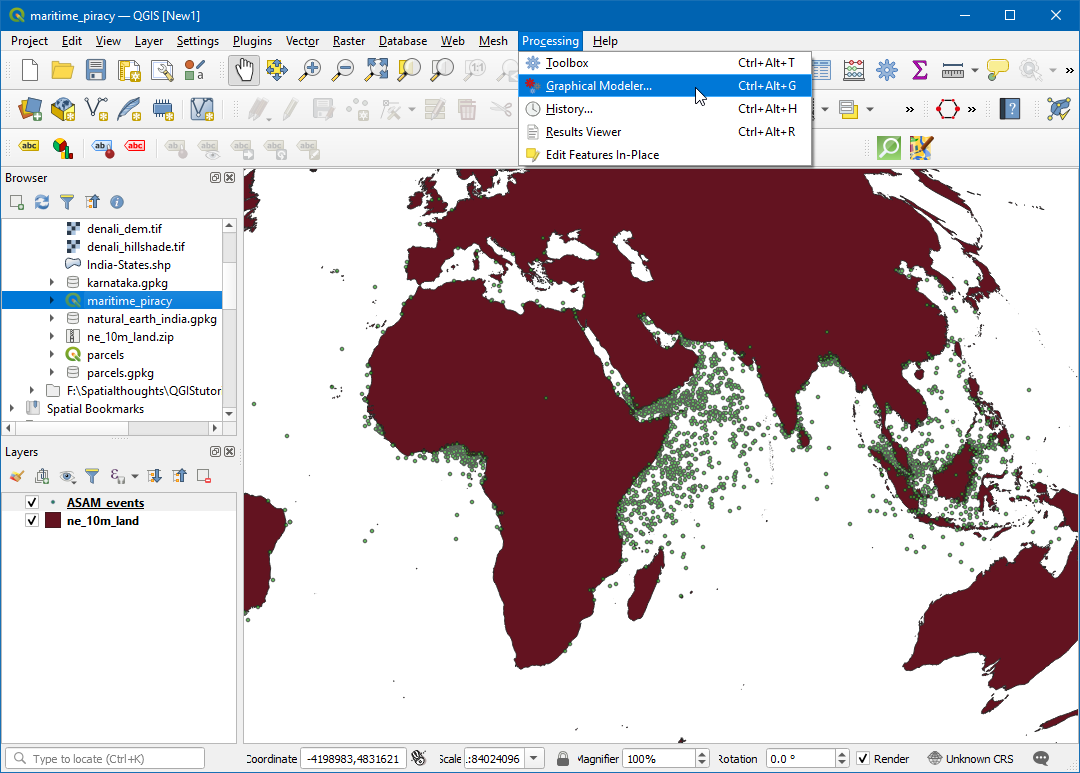 maritime_piracy — QGIS [New1]
Project Edit View Layer Settings Plugins Vector Raster Database Web Mesh Processing Help
Toolbox Ctrl+Alt+T
Graphical Modeler... Ctrl+Alt+G
History... Ctrl+Alt+H
Results Viewer Ctrl+Alt+R
Edit Features In-Place
abc abc
Browser
denali_dem.tif
denali_hillshade.tif
India-States.shp
karnataka.gpkg
maritime_piracy
natural_earth_india.gpkg
ne_10m_land.zip
parcels
parcels.gpkg
F:\Spatialthoughts\QGIStutor
Spatial Bookmarks
Layers
ASAM_events
ne_10m_land
Type to locate (Ctrl+K) Coordinate -4198983,4831621 Scale :84024096 Magnifier 100% Rotation 0.0 ° Render Unknown CRS